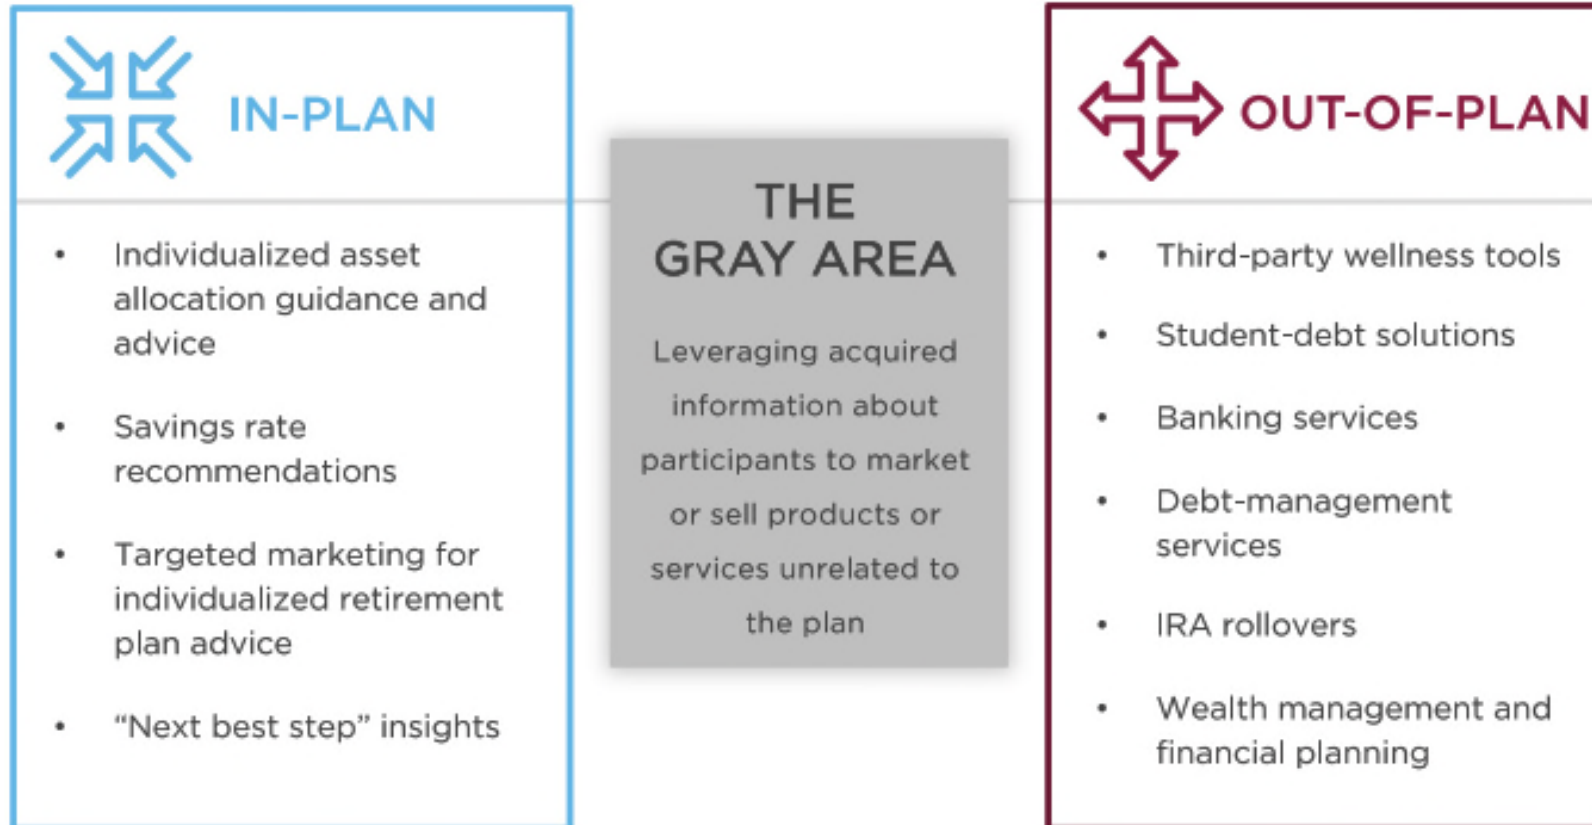 IN-PLAN
• Individualized asset
allocation guidance and
advice
• Savings rate
recommendations
• Targeted marketing for
individualized retirement
plan advice
• “Next best step” insights
THE
GRAY AREA
Leveraging acquired
information about
participants to market
or sell products or
services unrelated to
the plan
OUT-OF-PLAN
• Third-party wellness tools
• Student-debt solutions
• Banking services
• Debt-management
services
• IRA rollovers
• Wealth management and
financial planning